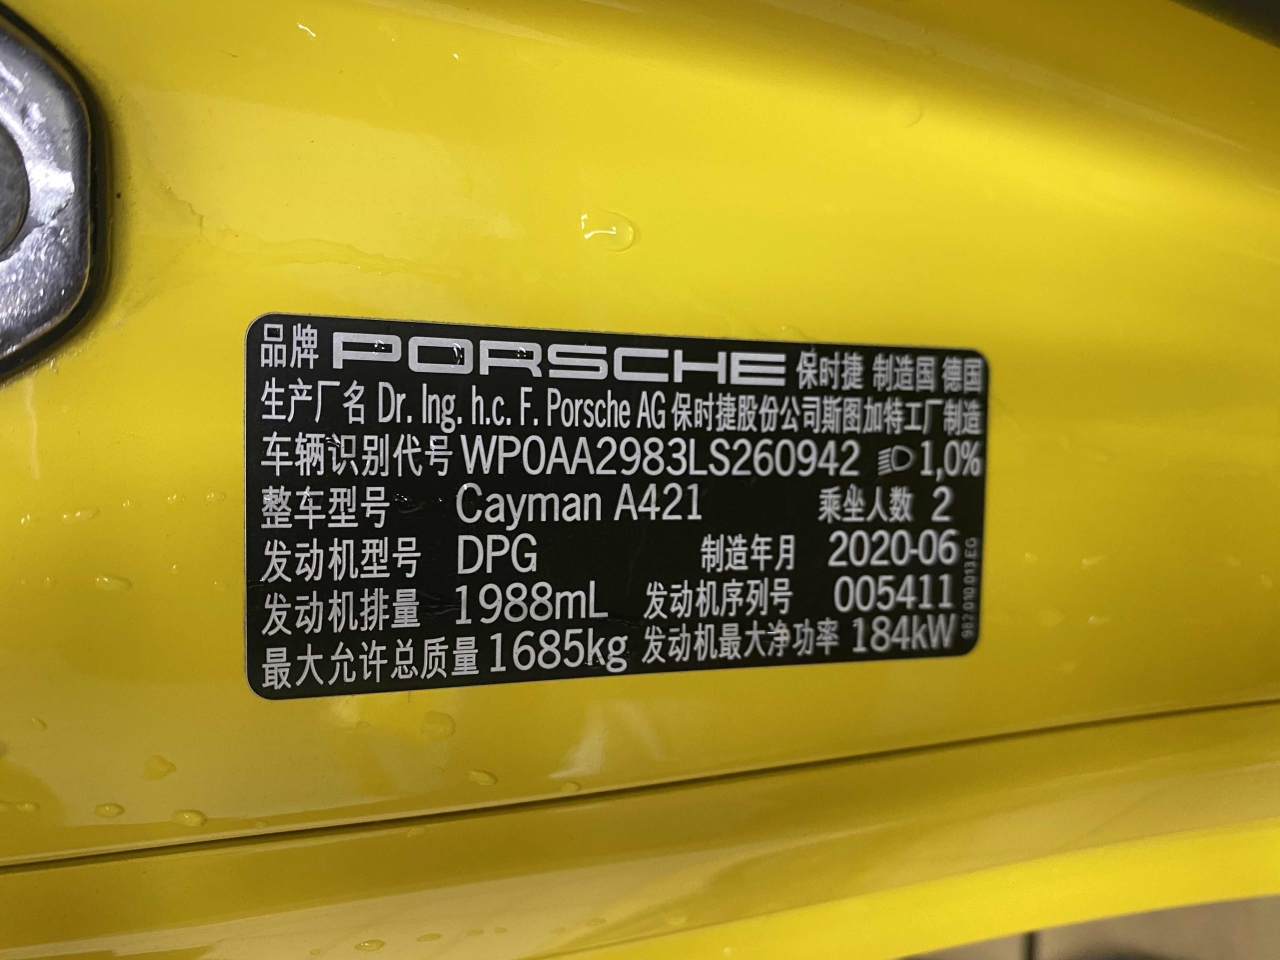 品牌 PORSCHE 保时捷 制造国 德国
生产厂名 Dr. Ing. h.c. F. Porsche AG 保时捷股份公司斯图加特工厂制造
车辆识别代号 WP0AA2983LS260942 1,0%
整车型号 Cayman A421 乘坐人数 2
发动机型号 DPG 制造年月 2020-06
发动机排量 1988mL 发动机序列号 005411
最大允许总质量 1685kg 发动机最大净功率 184kW
982.010.013.EG